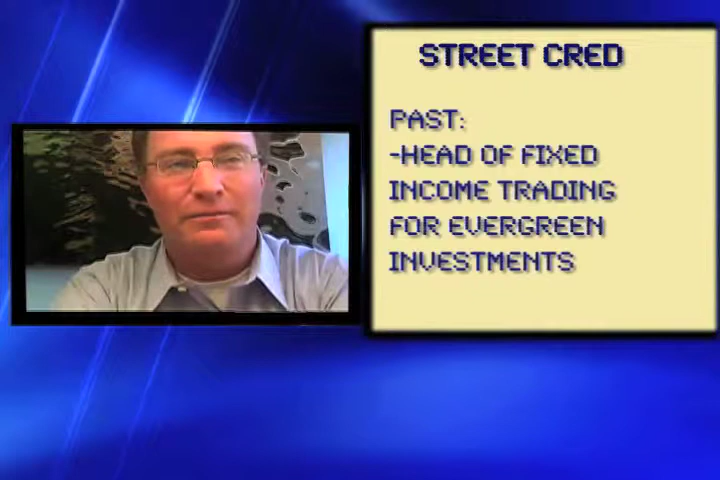 STREET CRED
PAST:
-HEAD OF FIXED
INCOME TRADING
FOR EVERGREEN
INVESTMENTS